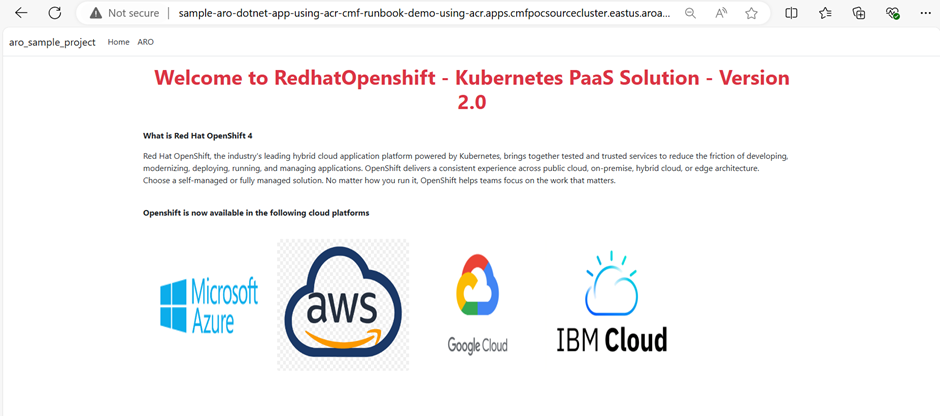 Not secure
sample-aro-dotnet-app-using-acr-cmf-runbook-demo-using-acr.apps.cmfpocsourcecluster.eastus.aroa...
aro_sample_project Home ARO
Welcome to RedhatOpenshift - Kubernetes PaaS Solution - Version
2.0
What is Red Hat OpenShift 4
Red Hat OpenShift, the industry's leading hybrid cloud application platform powered by Kubernetes, brings together tested and trusted services to reduce the friction of developing,
modernizing, deploying, running, and managing applications. OpenShift delivers a consistent experience across public cloud, on-premise, hybrid cloud, or edge architecture.
Choose a self-managed or fully managed solution. No matter how you run it, OpenShift helps teams focus on the work that matters.
Openshift is now available in the following cloud platforms
Microsoft
Azure
aws
Google Cloud
IBM Cloud